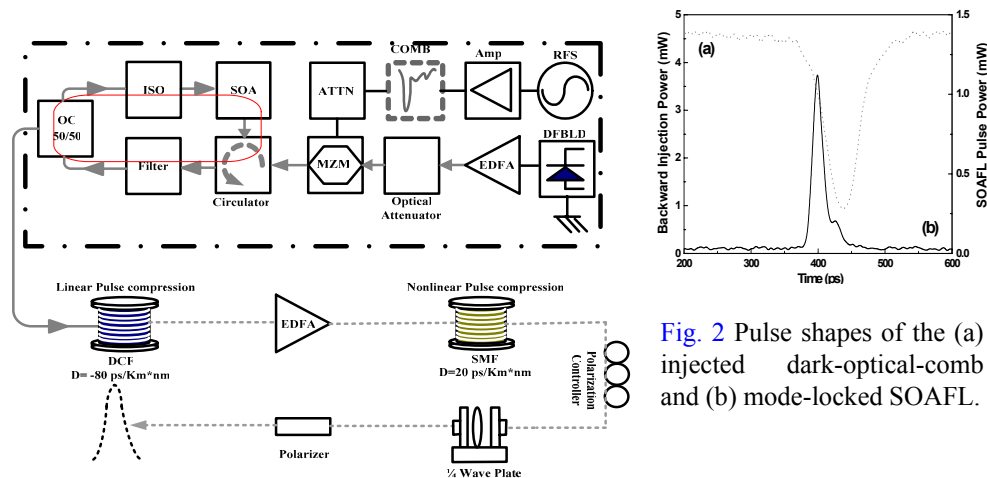 COMB
Amp
RFS
ISO
SOA
ATTN
OC
50/50
DFBLD
Filter
MZM
EDFA
Circulator
Optical
Attenuator
Linear Pulse compression
Nonlinear Pulse compression
EDFA
DCF
D= -80 ps/Km*nm
SMF
D=20 ps/Km*nm
Polarization
Controller
Polarizer
¼ Wave Plate
Backward Injection Power (mW)
5
4
3
2
1
0
(a)
(b)
1.5
1.0
0.5
0.0
SOAFL Pulse Power (mW)
200
300
400
500
600
Time (ps)
Fig. 2 Pulse shapes of the (a)
injected dark-optical-comb
and (b) mode-locked SOAFL.